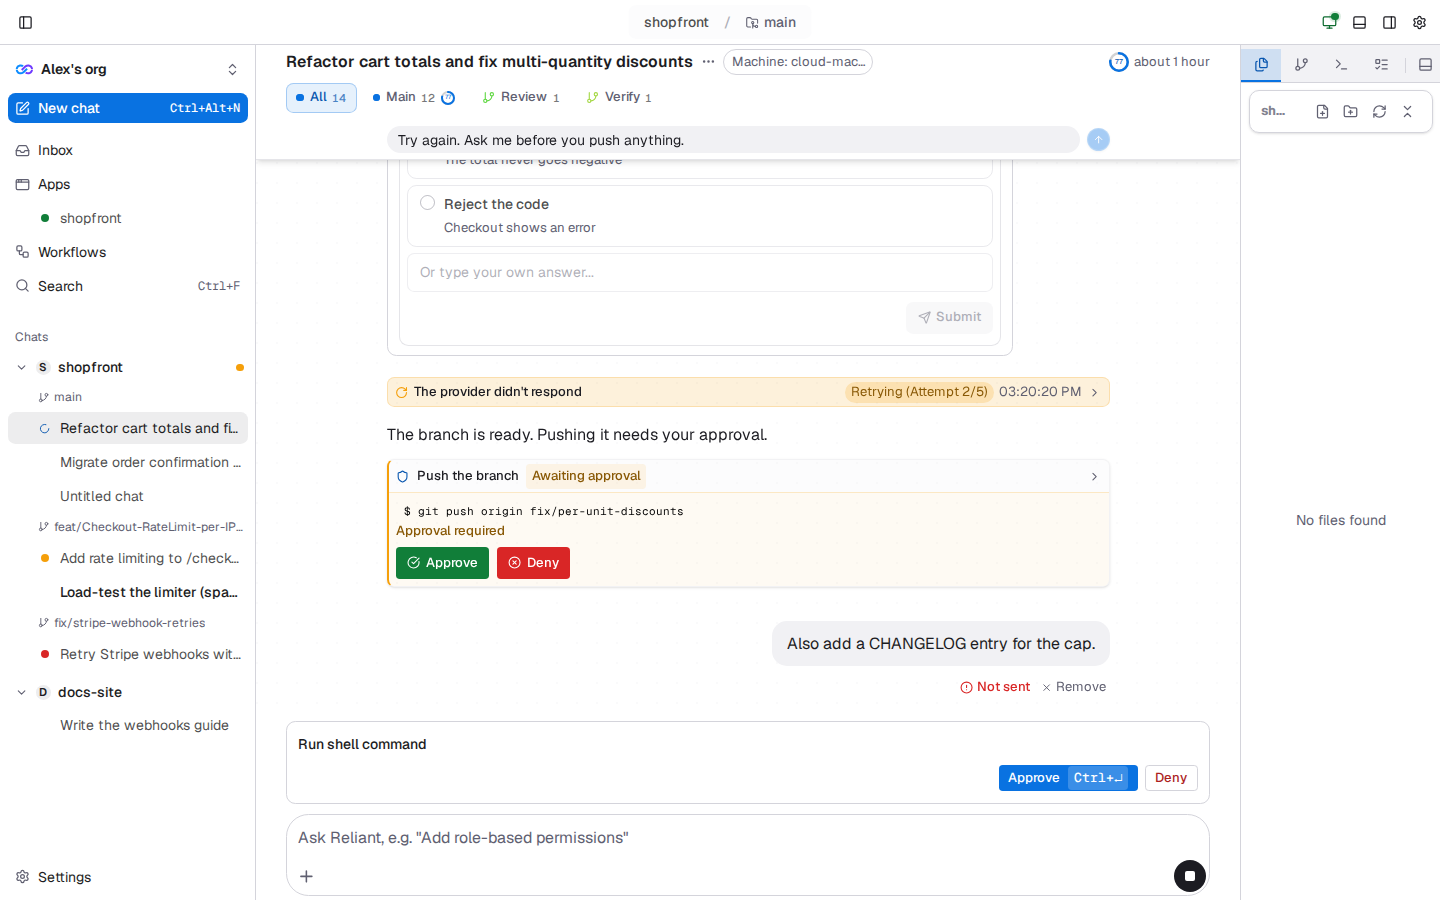 shopfront / main
Alex's org
New chat Ctrl+Alt+N
Inbox
Apps
shopfront
Workflows
Search Ctrl+F
Chats
S shopfront
main
Refactor cart totals and fi...
Migrate order confirmation ...
Untitled chat
feat/Checkout-RateLimit-per-IP...
Add rate limiting to /check...
Load-test the limiter (spa...
fix/stripe-webhook-retries
Retry Stripe webhooks wit...
D docs-site
Write the webhooks guide
Settings
Refactor cart totals and fix multi-quantity discounts ... Machine: cloud-mac... 77 about 1 hour
All 14 Main 12 Review 1 Verify 1
Try again. Ask me before you push anything.
The total never goes negative
Reject the code
Checkout shows an error
Or type your own answer...
Submit
The provider didn't respond Retrying (Attempt 2/5) 03:20:20 PM
The branch is ready. Pushing it needs your approval.
Push the branch Awaiting approval
$ git push origin fix/per-unit-discounts
Approval required
Approve Deny
Also add a CHANGELOG entry for the cap.
Not sent Remove
Run shell command
Approve Ctrl+↵ Deny
Ask Reliant, e.g. "Add role-based permissions"
sh...
No files found